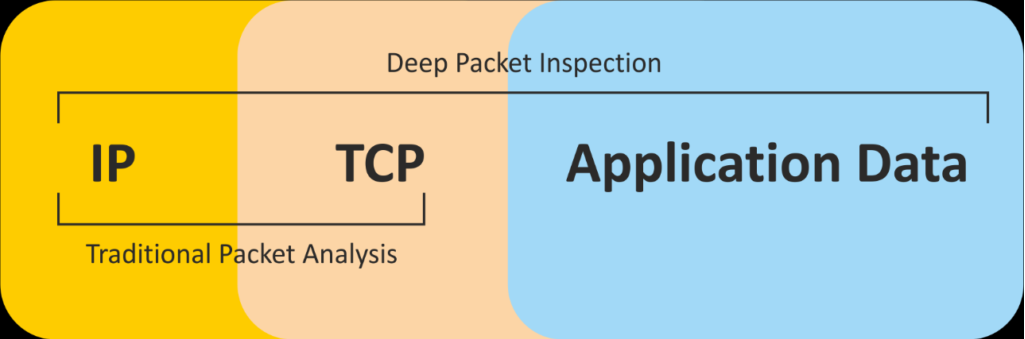 Deep Packet Inspection
IP TCP Application Data
Traditional Packet Analysis